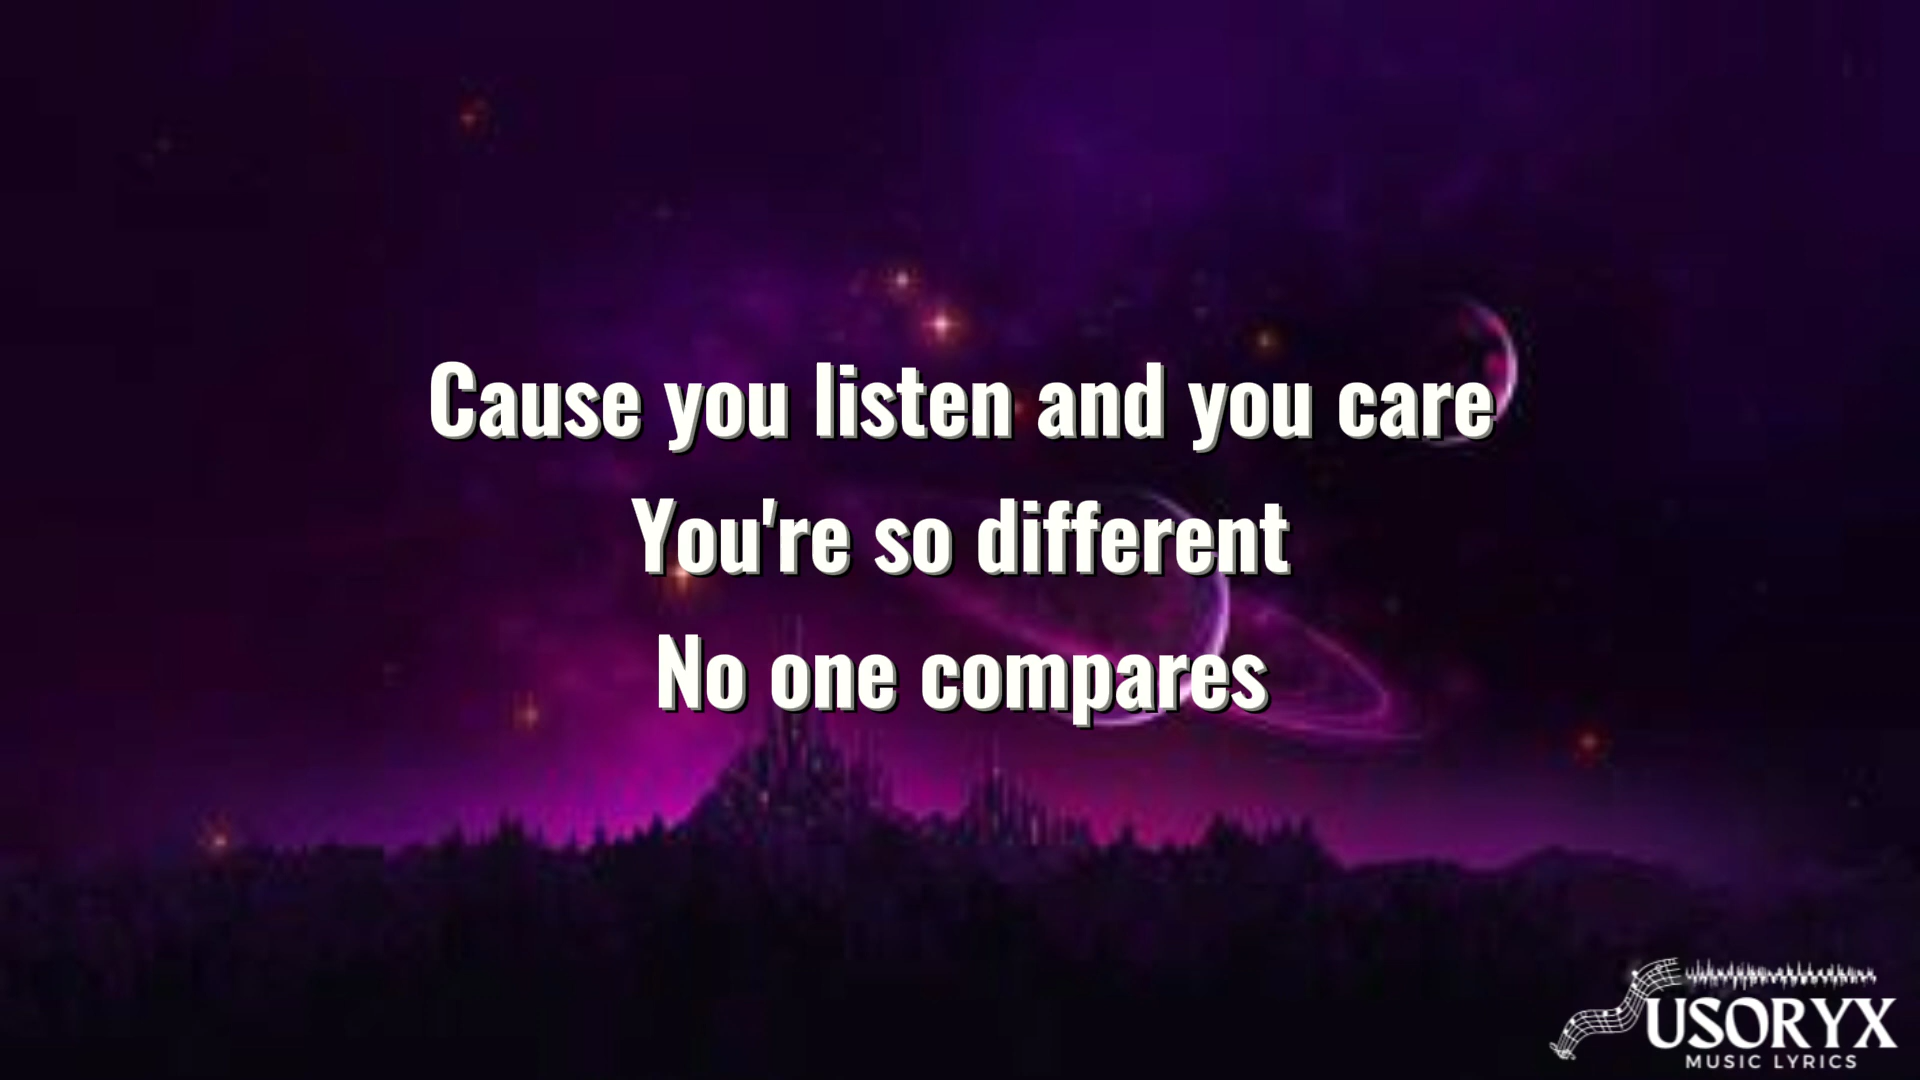 Cause you listen and you care
You're so different
No one compares
USORYX
MUSIC LYRICS